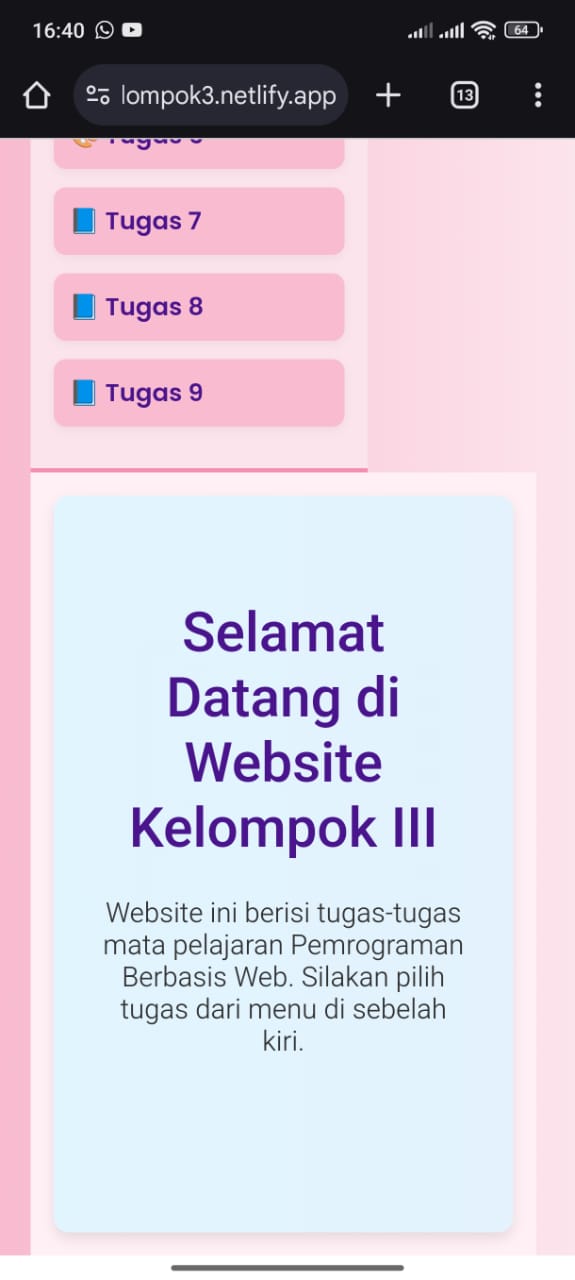 16:40
64
lompok3.netlify.app
13
Tugas 7
Tugas 8
Tugas 9
Selamat
Datang di
Website
Kelompok III
Website ini berisi tugas-tugas
mata pelajaran Pemrograman
Berbasis Web. Silakan pilih
tugas dari menu di sebelah
kiri.